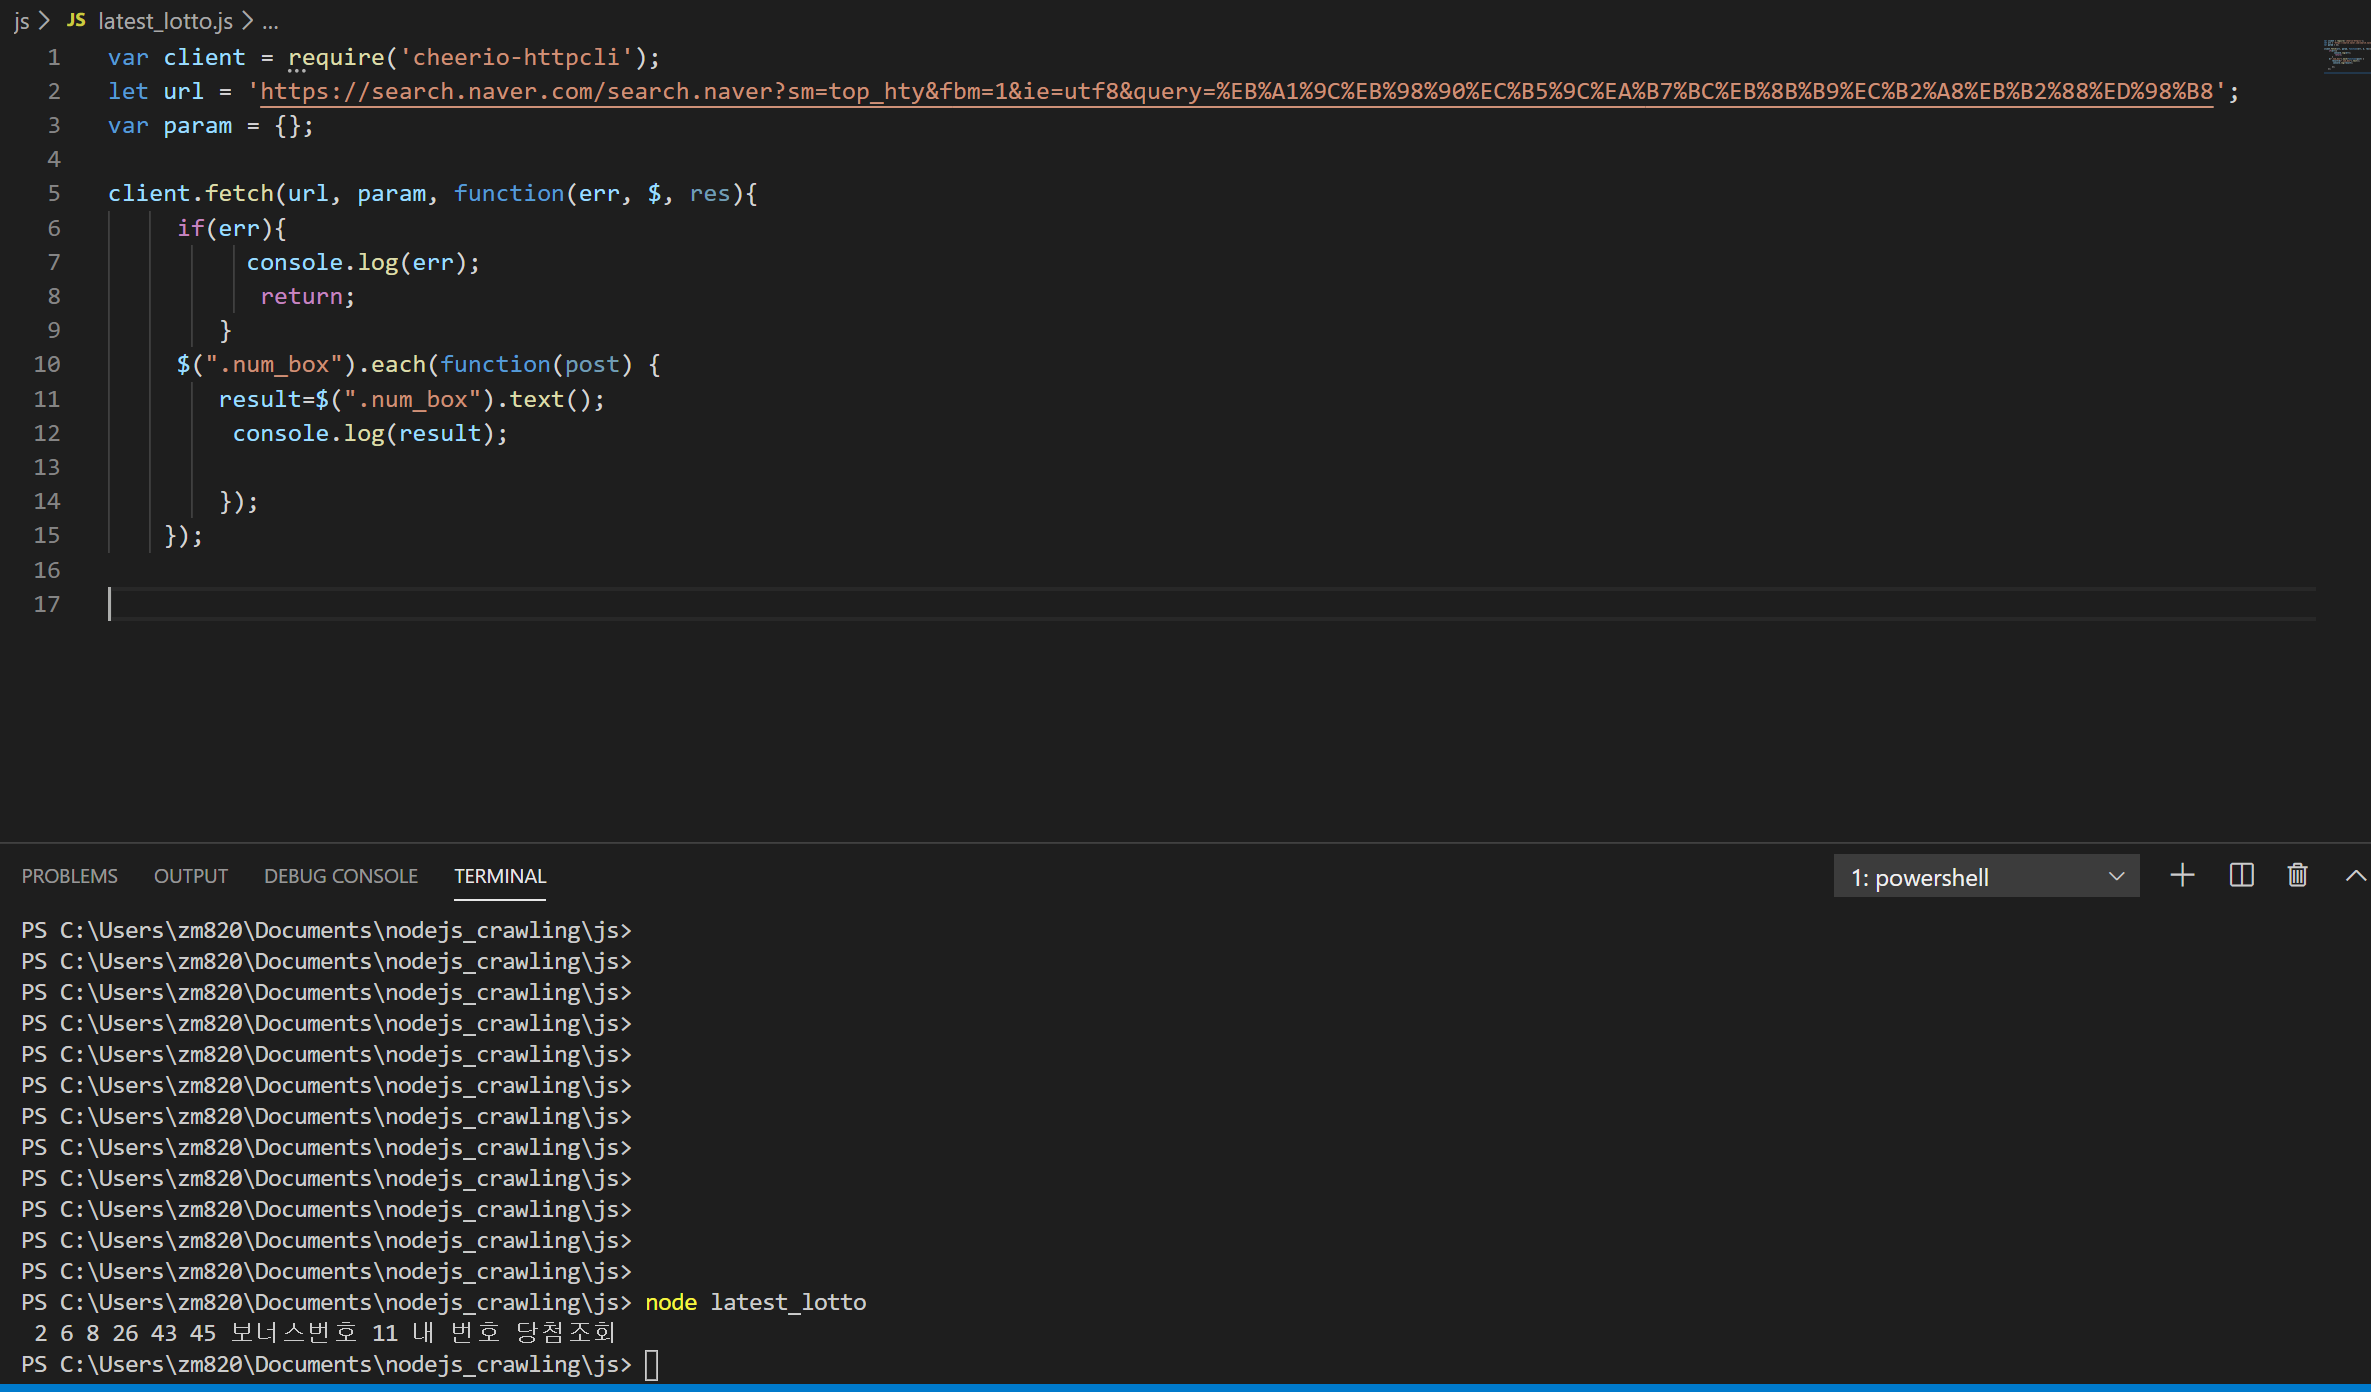 js > JS latest_lotto.js > ...
1 var client = require('cheerio-httpcli');
2 let url = 'https://search.naver.com/search.naver?sm=top_hty&fbm=1&ie=utf8&query=%EB%A1%9C%EB%98%90%EC%B5%9C%EA%B7%BC%EB%8B%B9%EC%B2%A8%EB%B2%88%ED%98%B8';
3 var param = {};
4
5 client.fetch(url, param, function(err, $, res){
6 if(err){
7 console.log(err);
8 return;
9 }
10 $(".num_box").each(function(post) {
11 result=$(".num_box").text();
12 console.log(result);
13
14 });
15 });
16
17
PROBLEMS OUTPUT DEBUG CONSOLE TERMINAL 1: powershell
PS C:\Users\zm820\Documents\nodejs_crawling\js>
PS C:\Users\zm820\Documents\nodejs_crawling\js>
PS C:\Users\zm820\Documents\nodejs_crawling\js>
PS C:\Users\zm820\Documents\nodejs_crawling\js>
PS C:\Users\zm820\Documents\nodejs_crawling\js>
PS C:\Users\zm820\Documents\nodejs_crawling\js>
PS C:\Users\zm820\Documents\nodejs_crawling\js>
PS C:\Users\zm820\Documents\nodejs_crawling\js>
PS C:\Users\zm820\Documents\nodejs_crawling\js>
PS C:\Users\zm820\Documents\nodejs_crawling\js>
PS C:\Users\zm820\Documents\nodejs_crawling\js>
PS C:\Users\zm820\Documents\nodejs_crawling\js>
PS C:\Users\zm820\Documents\nodejs_crawling\js> node latest_lotto
2 6 8 26 43 45 보너스번호 11 내 번호 당첨조회
PS C:\Users\zm820\Documents\nodejs_crawling\js>